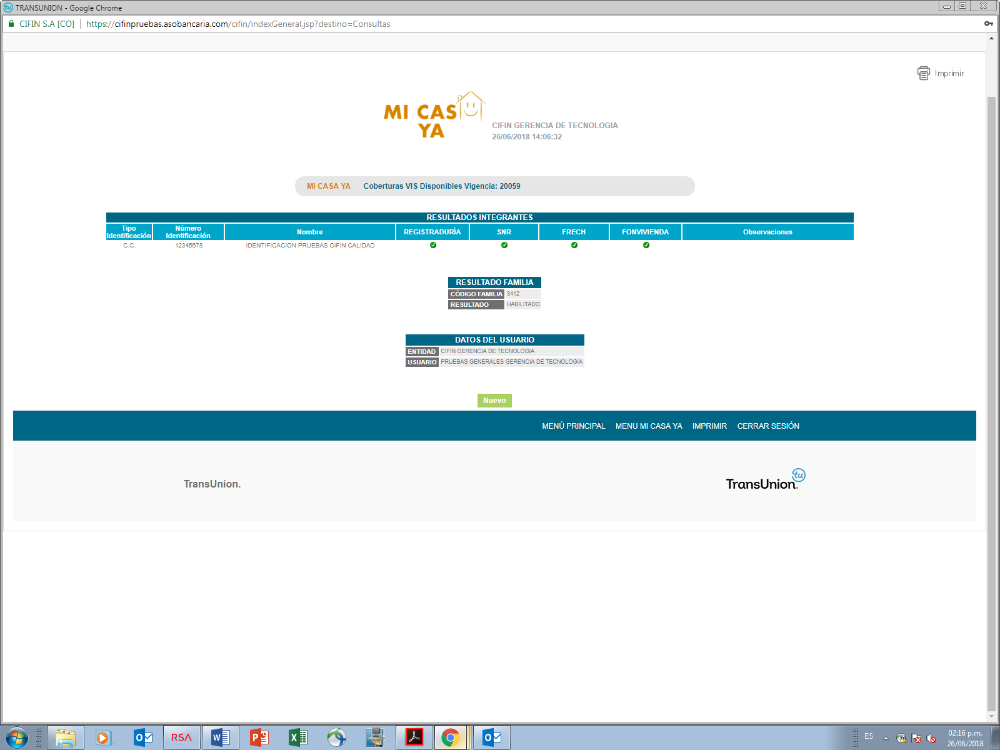 TRANSUNION - Google Chrome
CIFIN S.A [CO] https://cifinpruebas.asobancaria.com/cifin/indexGeneral.jsp?destino=Consultas
Imprimir
MI CAS
YA
CIFIN GERENCIA DE TECNOLOGIA
26/06/2018 14:06:32
MI CASA YA Coberturas VIS Disponibles Vigencia: 20059
RESULTADOS INTEGRANTES
Tipo Identificación Número Identificación Nombre REGISTRADURÍA SNR FRECH FONVIVIENDA Observaciones
C.C. 12345678 IDENTIFICACION PRUEBAS CIFIN CALIDAD
RESULTADO FAMILIA
CÓDIGO FAMILIA 3412
RESULTADO HABILITADO
DATOS DEL USUARIO
ENTIDAD CIFIN GERENCIA DE TECNOLOGIA
USUARIO PRUEBAS GENERALES GERENCIA DE TECNOLOGIA
Nuevo
MENÚ PRINCIPAL MENU MI CASA YA IMPRIMIR CERRAR SESIÓN
TransUnion.
TransUnion. tu
RSA
ES
02:16 p.m.
26/06/2018